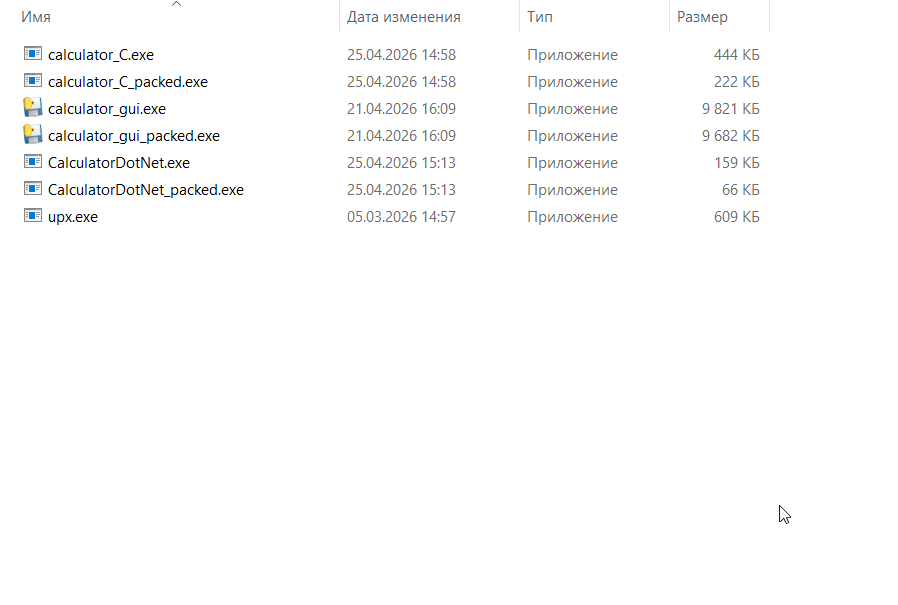 Имя Дата изменения Тип Размер
calculator_C.exe 25.04.2026 14:58 Приложение 444 КБ
calculator_C_packed.exe 25.04.2026 14:58 Приложение 222 КБ
calculator_gui.exe 21.04.2026 16:09 Приложение 9 821 КБ
calculator_gui_packed.exe 21.04.2026 16:09 Приложение 9 682 КБ
CalculatorDotNet.exe 25.04.2026 15:13 Приложение 159 КБ
CalculatorDotNet_packed.exe 25.04.2026 15:13 Приложение 66 КБ
upx.exe 05.03.2026 14:57 Приложение 609 КБ